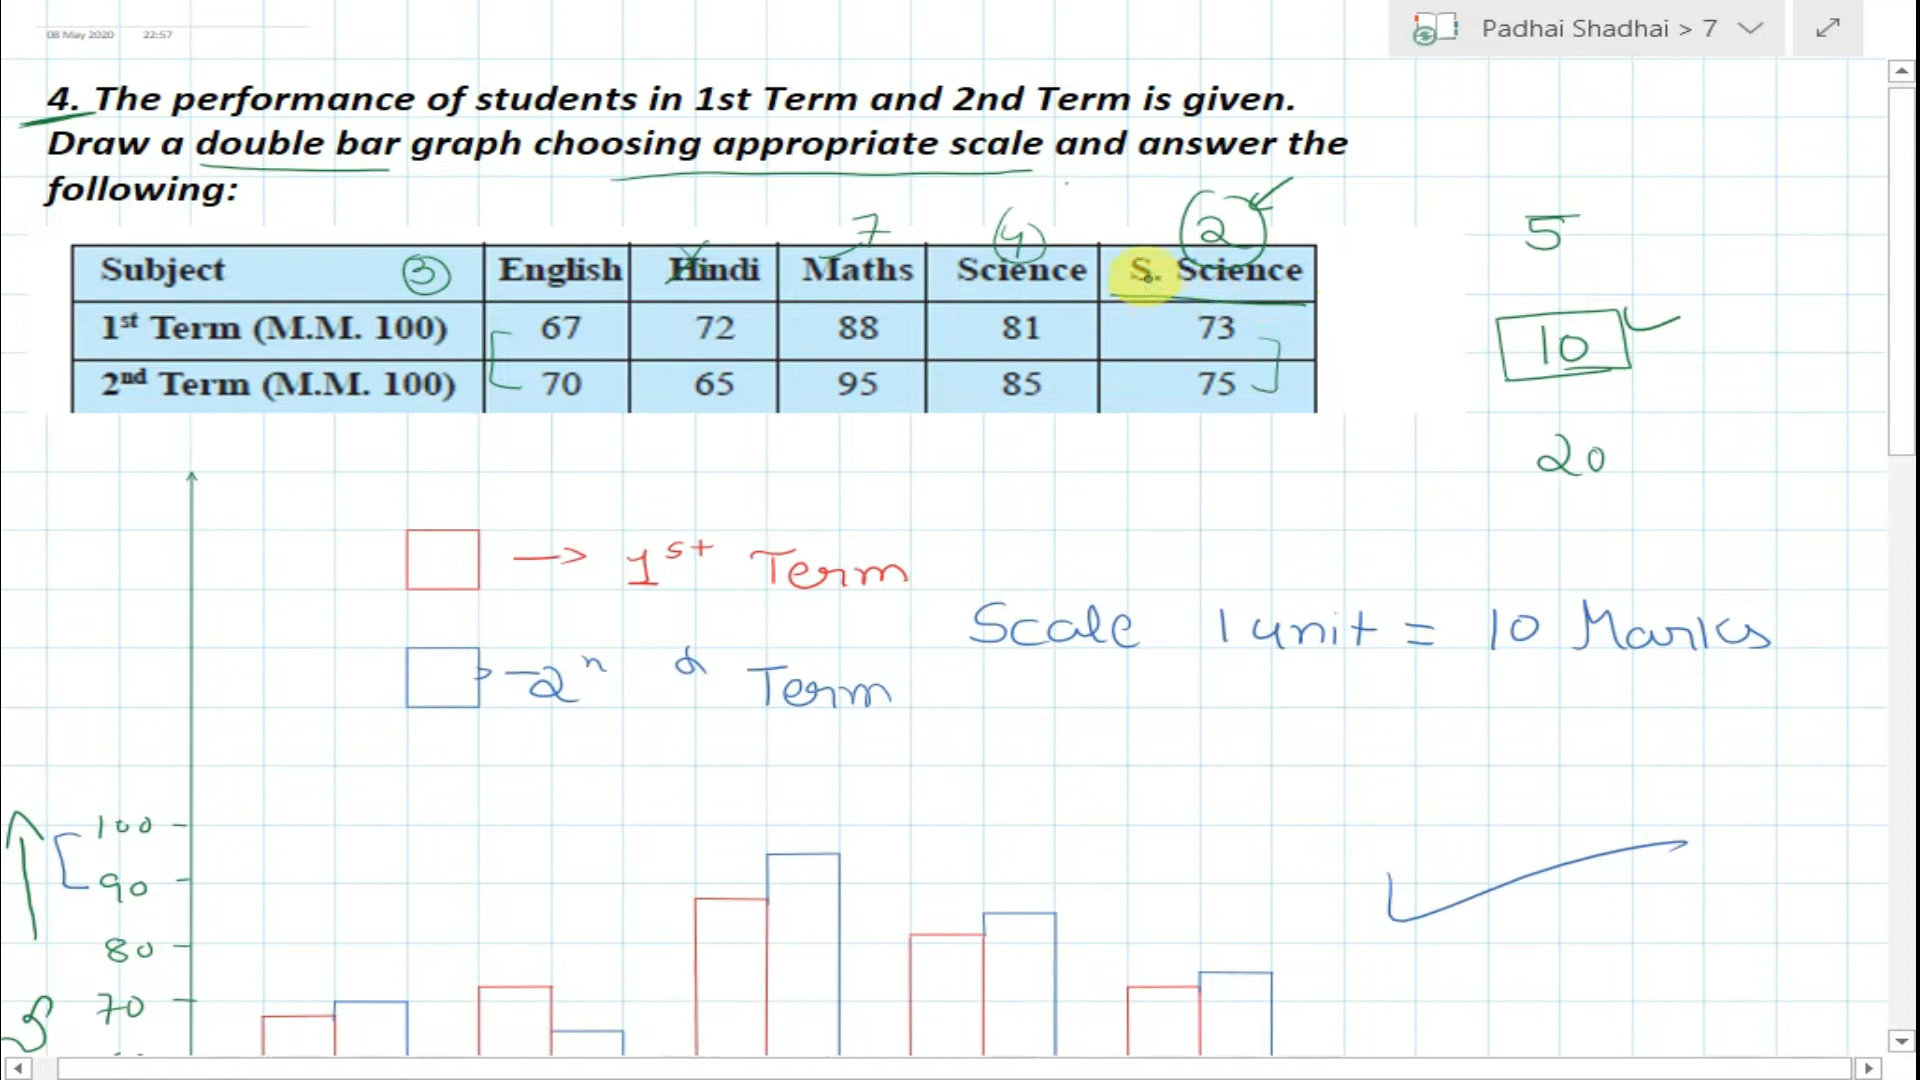 08 May 2020 22:57
Padhai Shadhai > 7
4. The performance of students in 1st Term and 2nd Term is given.
Draw a double bar graph choosing appropriate scale and answer the
following:
7 4 2
Subject 3 English Hindi Maths Science S. Science
1st Term (M.M. 100) 67 72 88 81 73
2nd Term (M.M. 100) 70 65 95 85 75
5
10
20
1st Term
Scale 1 unit = 10 Marks
2nd Term
100
90
80
70